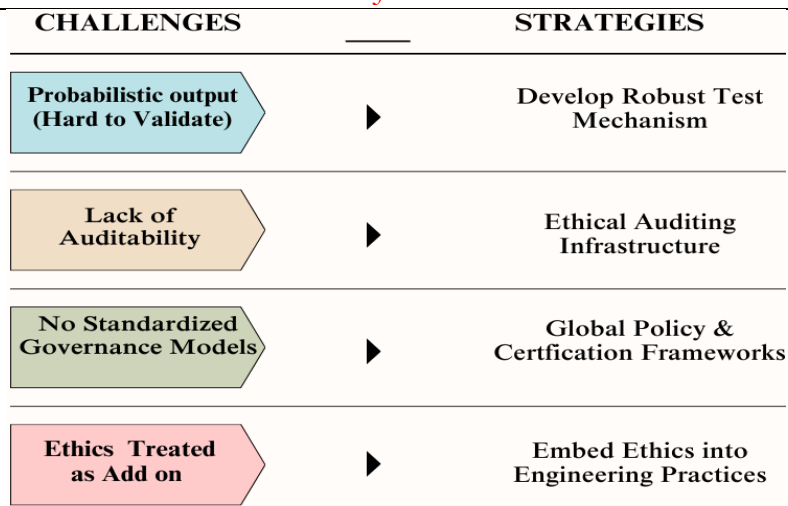 CHALLENGES STRATEGIES
Probabilistic output
(Hard to Validate)
Develop Robust Test
Mechanism
Lack of
Auditability
Ethical Auditing
Infrastructure
No Standardized
Governance Models
Global Policy &
Certfication Frameworks
Ethics Treated
as Add on
Embed Ethics into
Engineering Practices